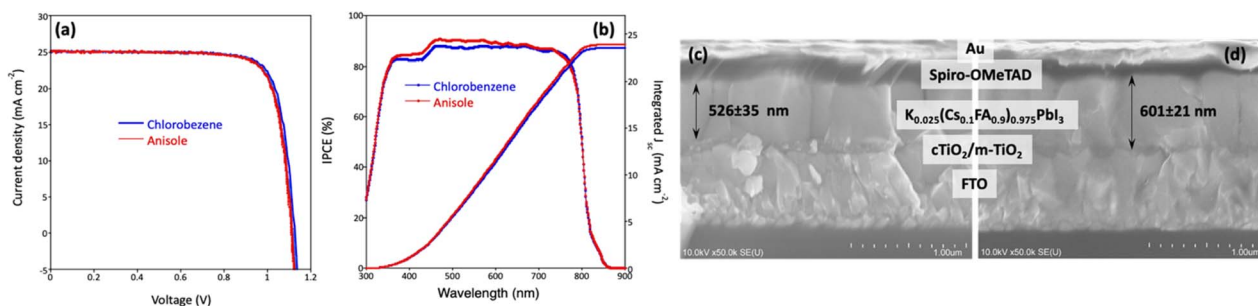 (a)
30
25
20
15
10
5
0
-5
0
0.2
0.4
0.6
0.8
1
1.2
Current density (mA cm⁻²)
Voltage (V)
Chlorobezene
Anisole
(b)
100
80
60
40
20
0
300
400
500
600
700
800
900
IPCE (%)
Wavelength (nm)
Chlorobenzene
Anisole
25
20
15
10
5
0
Integrated Jsc (mA cm⁻²)
(c)
(d)
Au
Spiro-OMeTAD
K0.025(Cs0.1FA0.9)0.975PbI3
cTiO2/m-TiO2
FTO
526±35 nm
601±21 nm
10.0kV x50.0k SE(U)
1.00um
10.0kV x50.0k SE(U)
1.00um